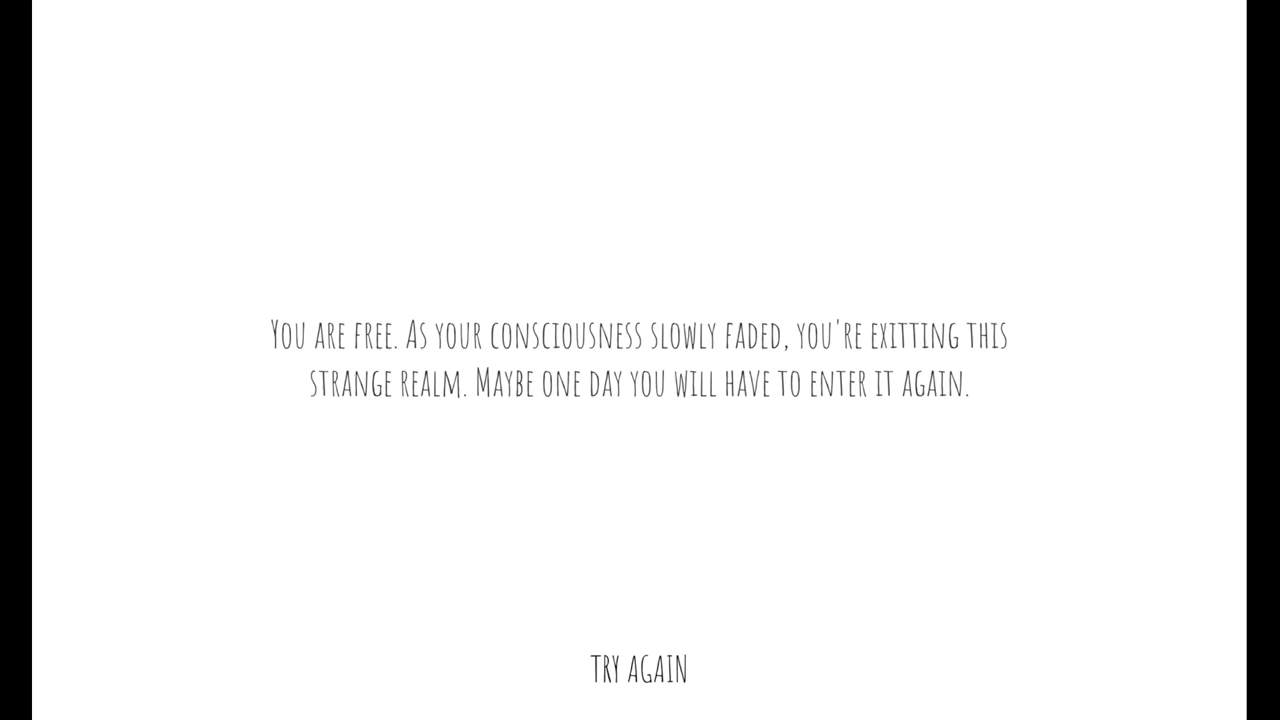 You are free. As your consciousness slowly faded, you're exitting this
strange realm. Maybe one day you will have to enter it again.
TRY AGAIN